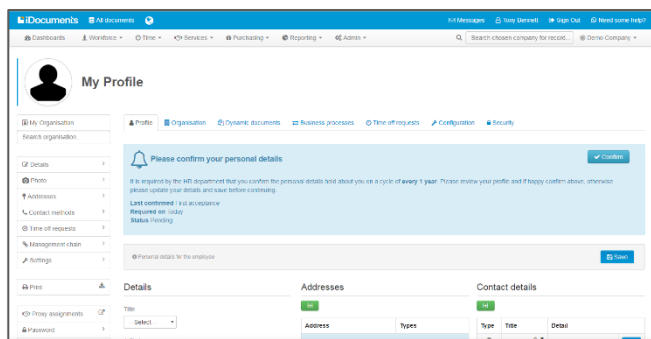 iDocuments All documents Messages Tony Bennett Sign Out Need some help?
Dashboards Workforce Time Services Purchasing Reporting Admin Search chosen company for record... Demo Company
My Profile
My Organisation
Search organisation..
Details
Photo
Addresses
Contact methods
Time off requests
Management chain
Settings
Print
Proxy assignments
Password
Profile Organisation Dynamic documents Business processes Time off requests Configuration Security
Please confirm your personal details Confirm
It is required by the HR department that you confirm the personal details held about you on a cycle of every 1 year. Please review your profile and if happy confirm above, otherwise
please update your details and save before continuing.
Last confirmed First acceptance
Required on Today
Status Pending
Personal details for the employee Save
Details Addresses Contact details
Title
Select...
Address Types Type Title Detail